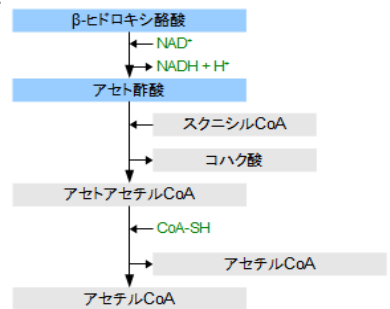 β-ヒドロキシ酪酸
NAD⁺
NADH + H⁺
アセト酢酸
スクニシルCoA
コハク酸
アセトアセチルCoA
CoA-SH
アセテルCoA
アセテルCoA